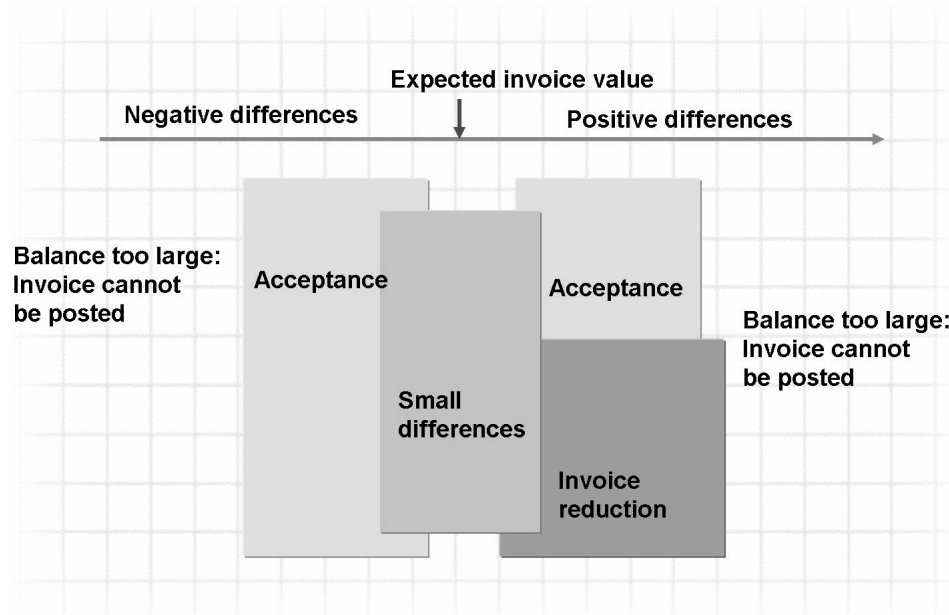 Expected invoice value
Negative differences
Positive differences
Balance too large:
Invoice cannot
be posted
Acceptance
Acceptance
Balance too large:
Invoice cannot
be posted
Small
differences
Invoice
reduction